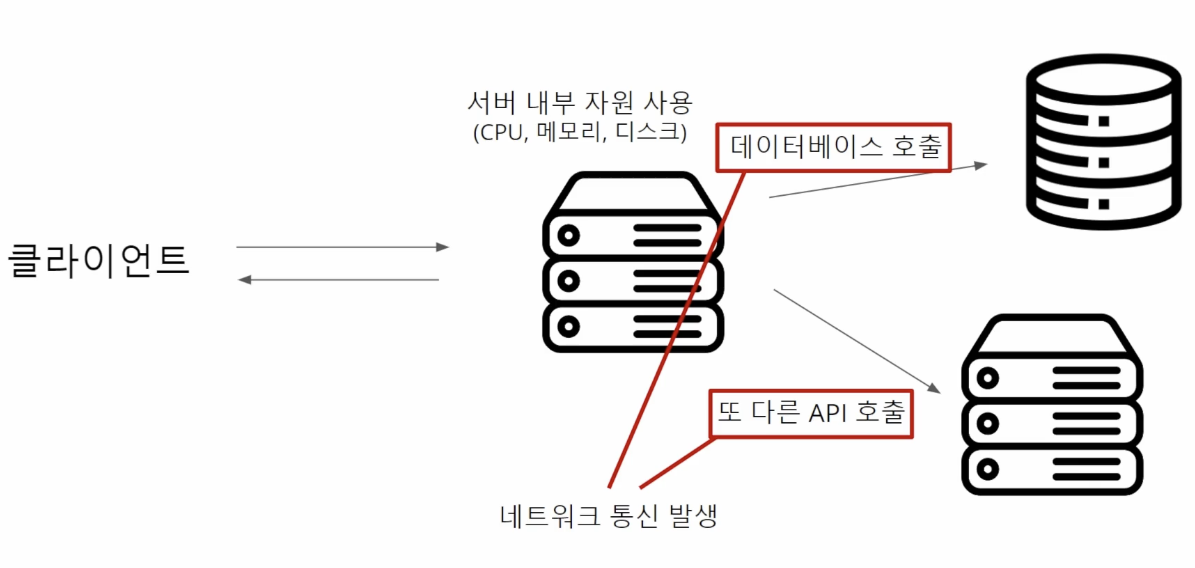 서버 내부 자원 사용
(CPU, 메모리, 디스크)
데이터베이스 호출
클라이언트
또 다른 API 호출
네트워크 통신 발생